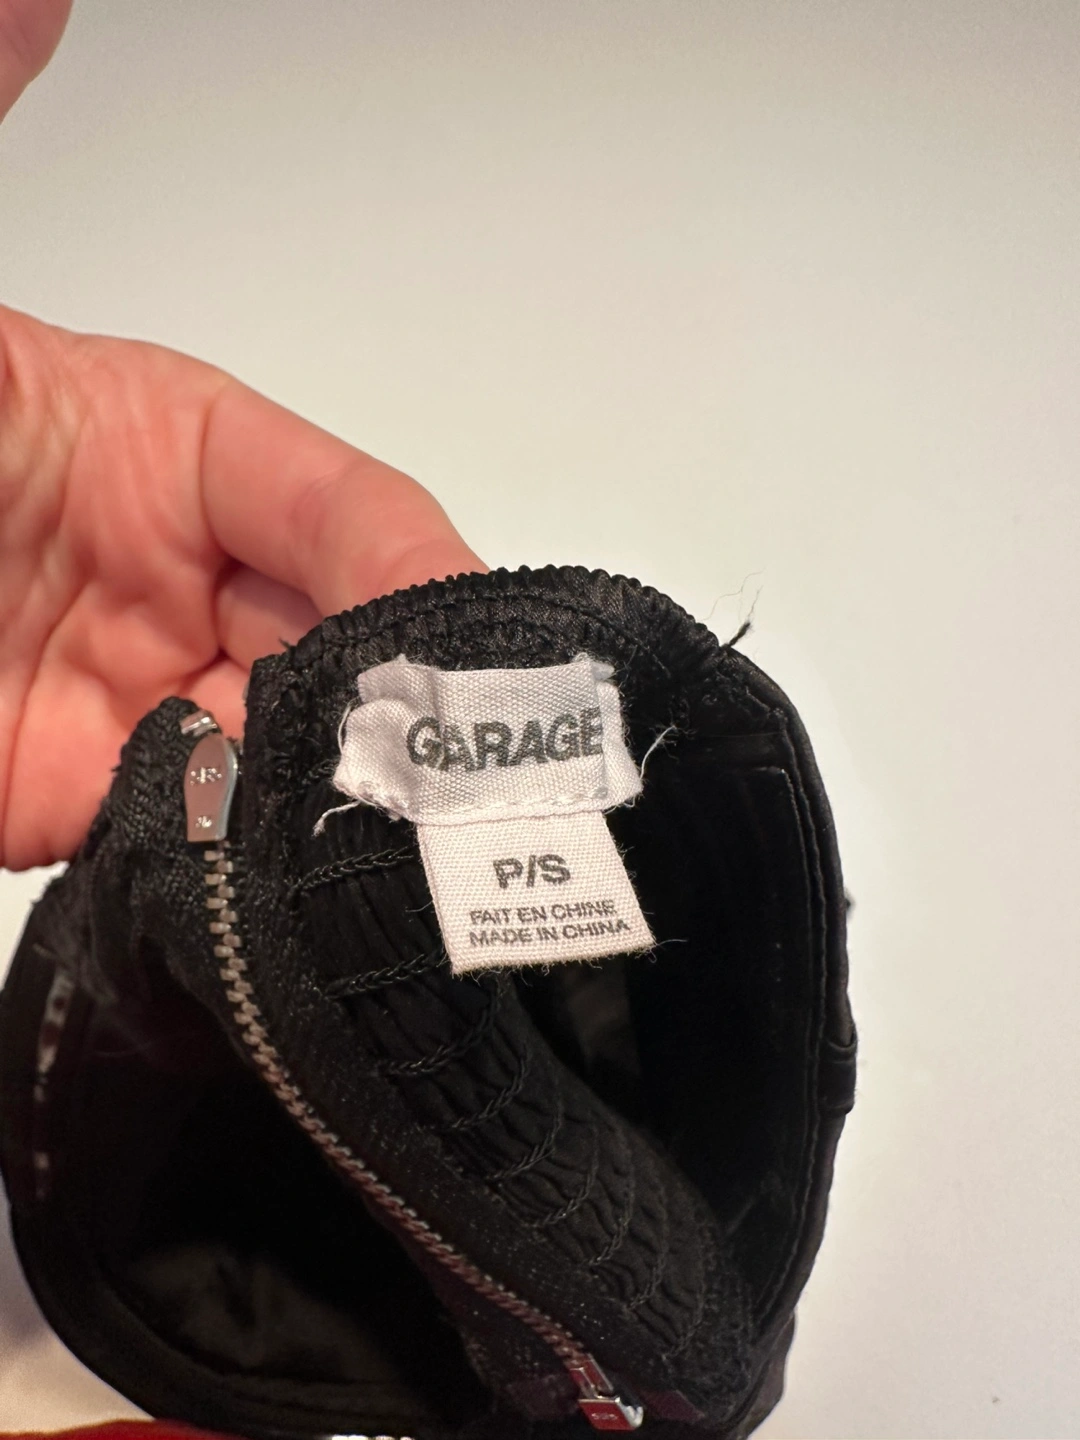 GARAGE
P/S
FAIT EN CHINE
MADE IN CHINA